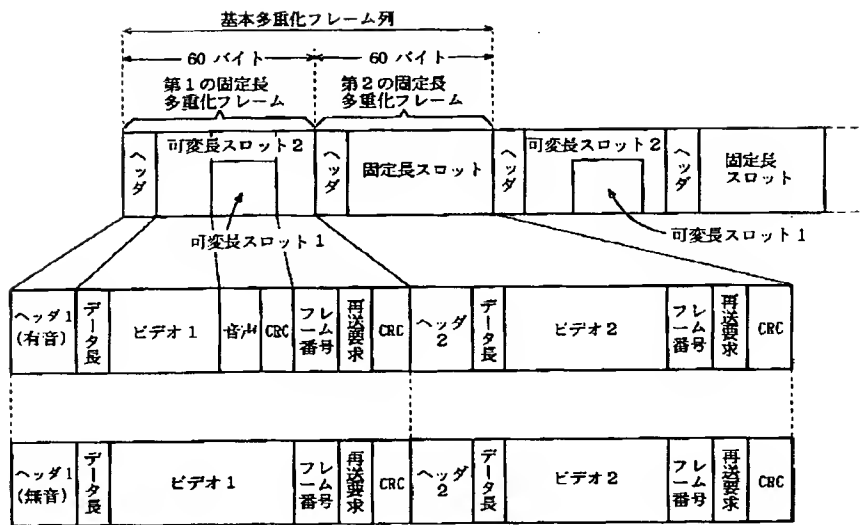 基本多重化フレーム列
60 バイト
60 バイト
第1の固定長
多重化フレーム
第2の固定長
多重化フレーム
ヘッダ
可変長スロット2
ヘッダ
固定長スロット
ヘッダ
可変長スロット2
ヘッダ
固定長
スロット
可変長スロット1
可変長スロット1
ヘッダ1
(有音)
データ長
ビデオ1
音声
CRC
フレーム番号
再送要求
CRC
ヘッダ
2
データ長
ビデオ2
フレーム番号
再送要求
CRC
ヘッダ1
(無音)
データ長
ビデオ1
フレーム番号
再送要求
CRC
ヘッダ
2
データ長
ビデオ2
フレーム番号
再送要求
CRC